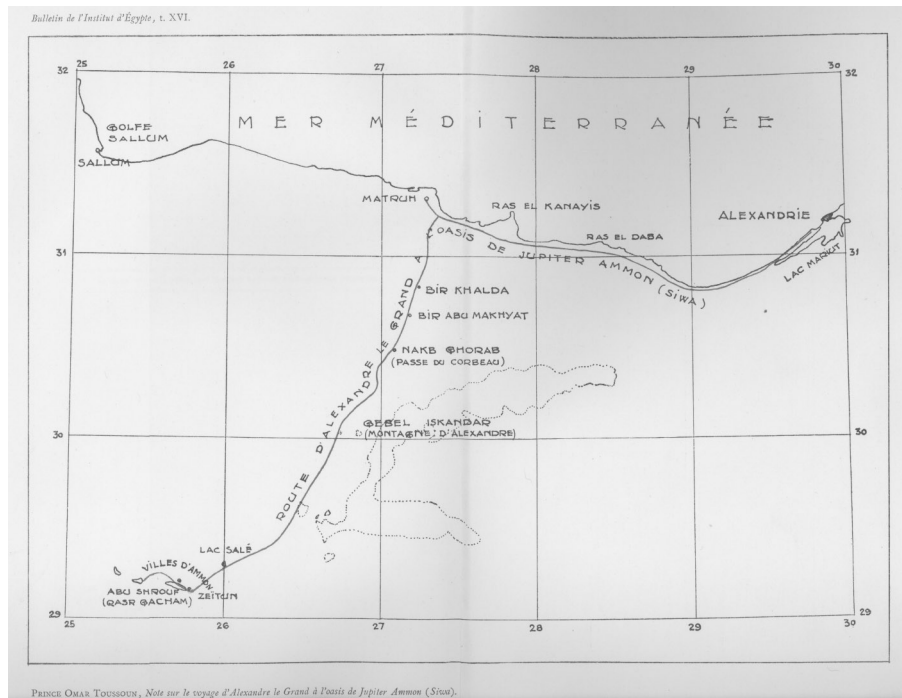 Bulletin de l'Institut d'Égypte, t. XVI.
25 26 27 28 29 30
32 32
MER MÉDITERRANÉE
GOLFE
SALLUM
SALLUM
MATRUH
RAS EL KANAYIS
ALEXANDRIE
RAS EL DABA
LAC MARIUT
31 31
ROUTE D'ALEXANDRE LE GRAND A L'OASIS DE JUPITER AMMON (SIWA)
BIR KHALDA
BIR ABU MAKHYAT
NAKB GHORAB
(PASSE DU CORBEAU)
GEBEL ISKANDAR
(MONTAGNE D'ALEXANDRE)
30 30
LAC SALÉ
VILLES D'AMMON
ABU SHROUF
(QASR GACHAM)
ZEÏTUN
29 29
25 26 27 28 29 30
PRINCE OMAR TOUSSOUN, Note sur le voyage d'Alexandre le Grand à l'oasis de Jupiter Ammon (Siwa).